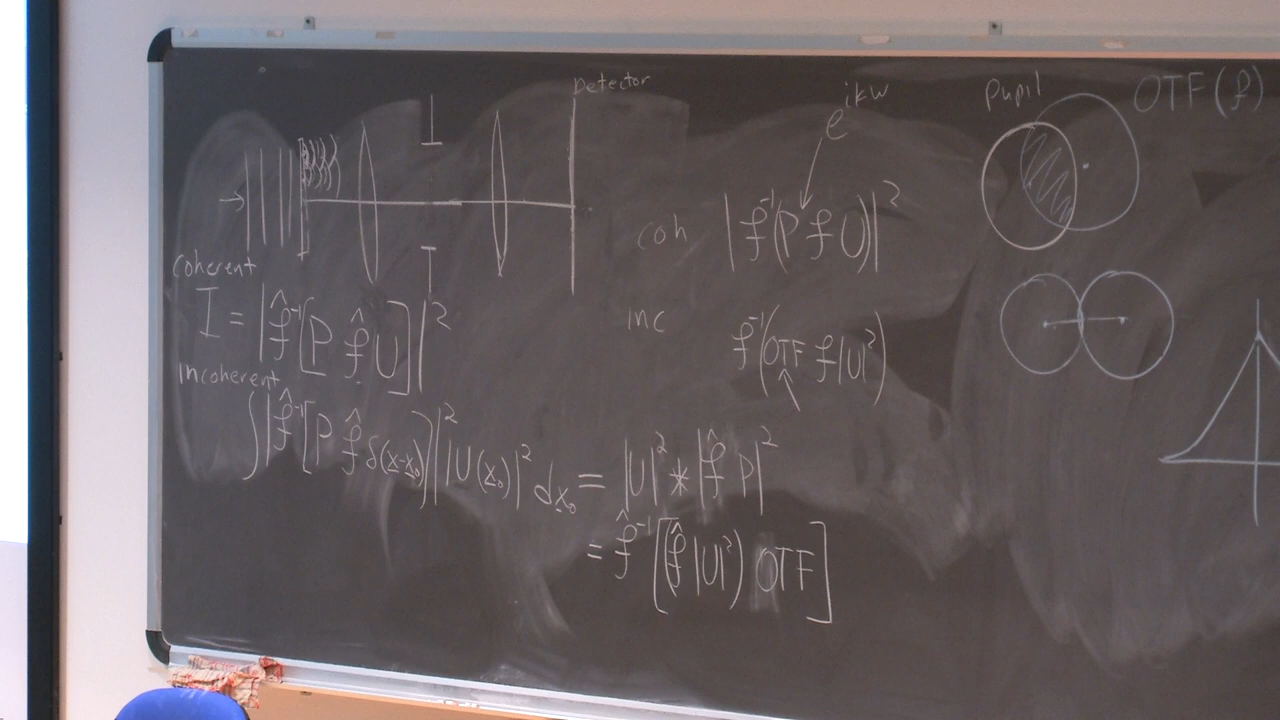 Detector
Coherent
I = |f̂⁻¹[P f̂ U]|²
Incoherent
∫|f̂⁻¹[P f̂ δ(x-x₀)]|² |U(x₀)|² dx₀ = |U|² * |f̂ P|²
= f̂⁻¹[(f̂ |U|²) OTF]
e^ikw
coh |f⁻¹(P f U)|²
inc f⁻¹(OTF f|U|²)
Pupil
OTF(f)